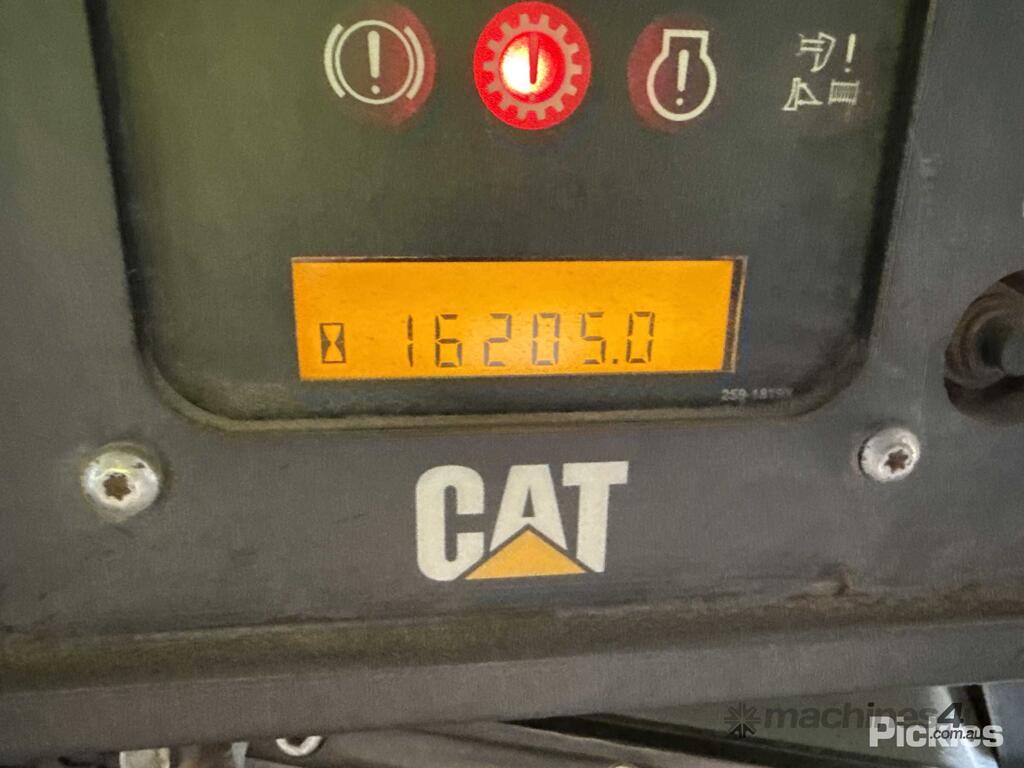 16205.0
CAT
machines4
.com.au
Pickles